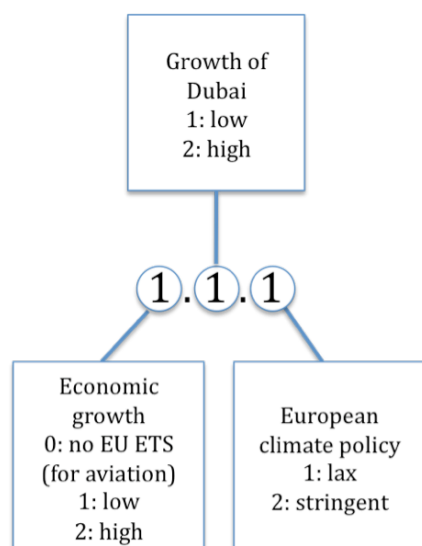 Growth of
Dubai
1: low
2: high
1.1.1
Economic
growth
0: no EU ETS
(for aviation)
1: low
2: high
European
climate policy
1: lax
2: stringent